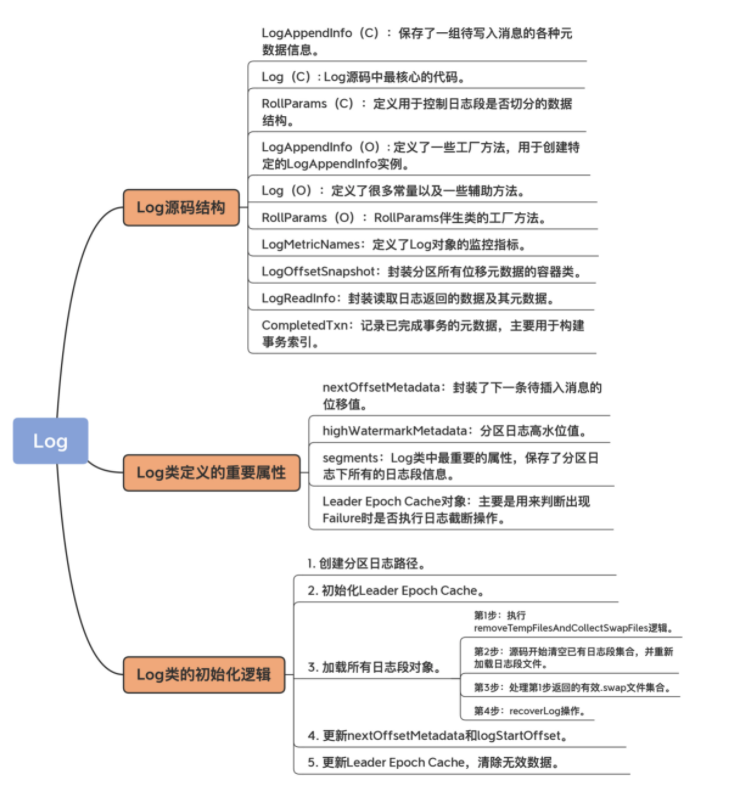 LogAppendInfo（C）：保存了一组待写入消息的各种元
数据信息。
Log（C）：Log源码中最核心的代码。
RollParams（C）：定义用于控制日志段是否切分的数据
结构。
LogAppendInfo（O）：定义了一些工厂方法，用于创建特
定的LogAppendInfo实例。
Log（O）：定义了很多常量以及一些辅助方法。
RollParams（O）：RollParams伴生类的工厂方法。
LogMetricNames：定义了Log对象的监控指标。
LogOffsetSnapshot：封装分区所有位移元数据的容器类。
LogReadInfo：封装读取日志返回的数据及其元数据。
CompletedTxn：记录已完成事务的元数据，主要用于构建
事务索引。
Log源码结构
nextOffsetMetadata：封装了下一条待插入消息的
位移值。
highWatermarkMetadata：分区日志高水位值。
segments：Log类中最重要的属性，保存了分区日
志下所有的日志段信息。
Leader Epoch Cache对象：主要是用来判断出现
Failure时是否执行日志截断操作。
Log
Log类定义的重要属性
1. 创建分区日志路径。
2. 初始化Leader Epoch Cache。
3. 加载所有日志段对象。
第1步：执行
removeTempFilesAndCollectSwapFiles逻辑。
第2步：源码开始清空已有日志段集合，并重新
加载日志段文件。
第3步：处理第1步返回的有效.swap文件集合。
第4步：recoverLog操作。
4. 更新nextOffsetMetadata和logStartOffset。
5. 更新Leader Epoch Cache，清除无效数据。
Log类的初始化逻辑